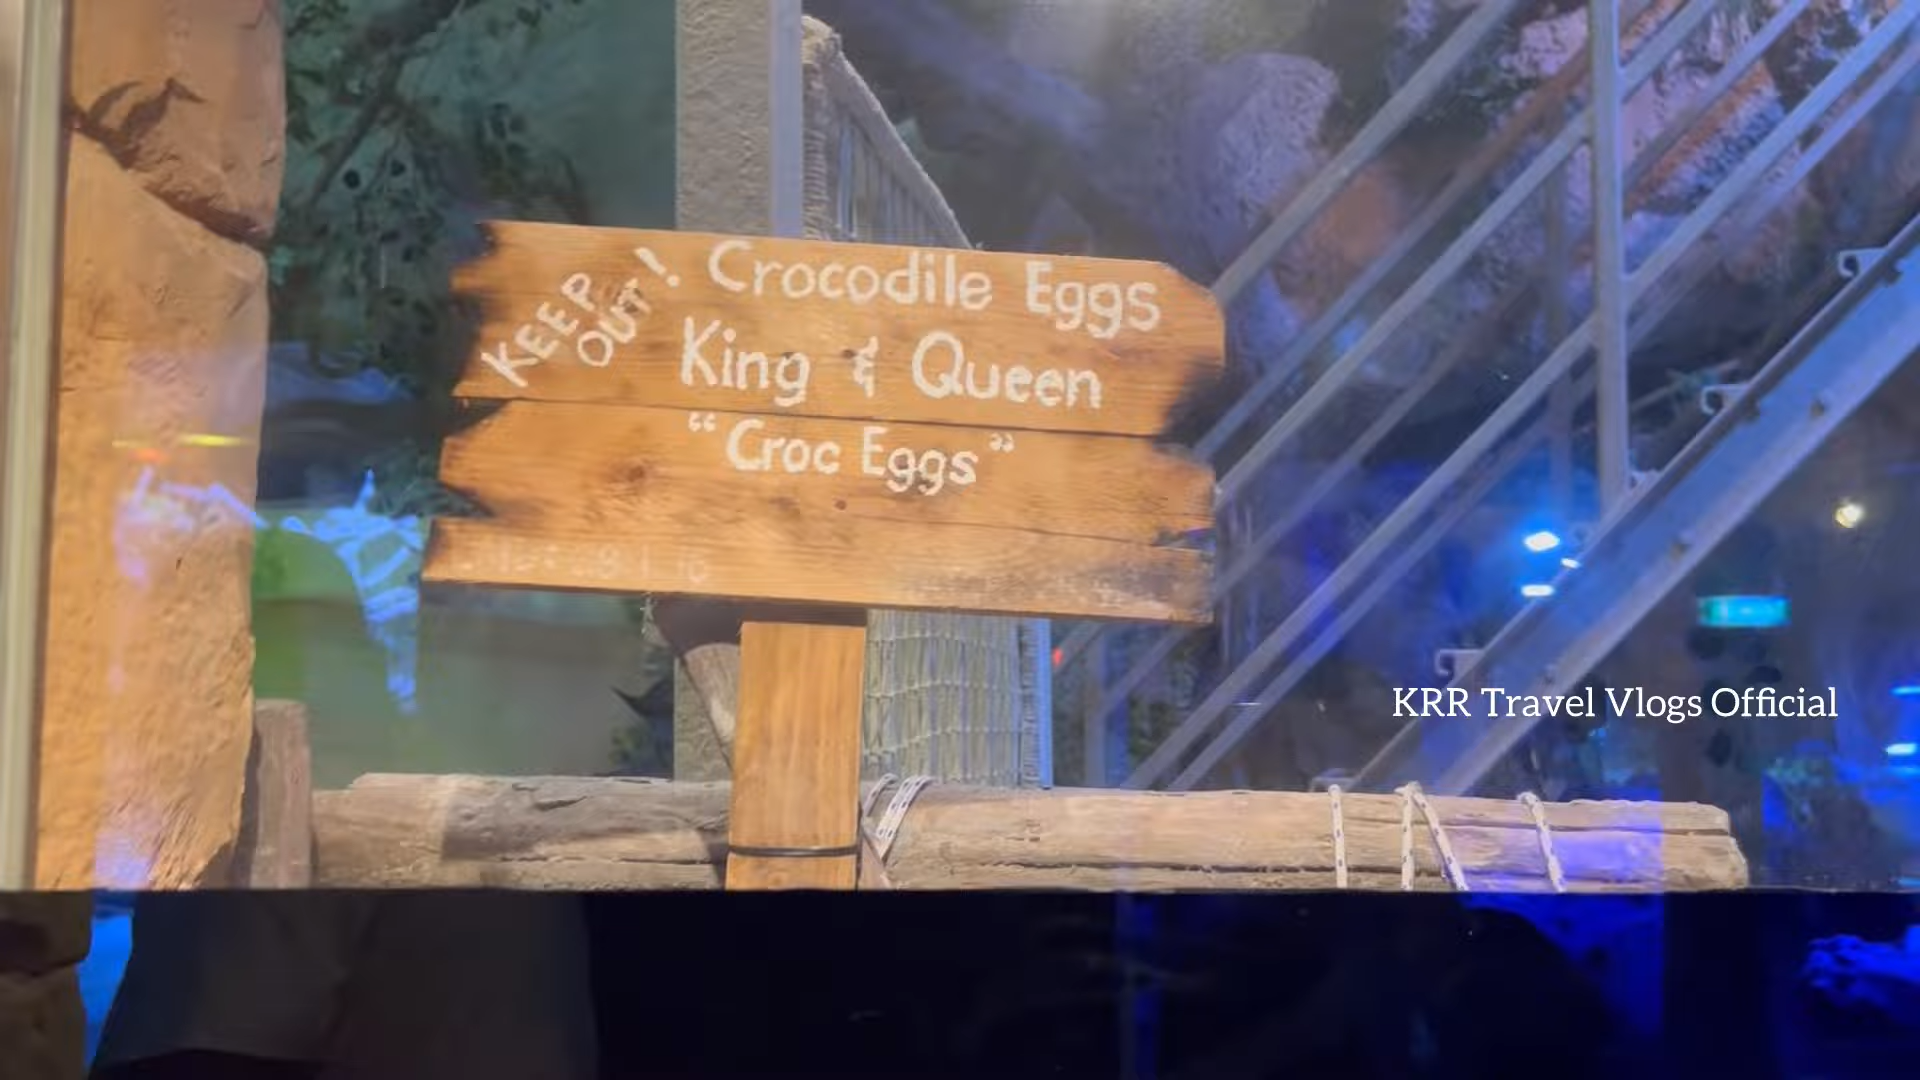 KEEP
OUT!
Crocodile Eggs
King & Queen
"Croc Eggs"
KRR Travel Vlogs Official